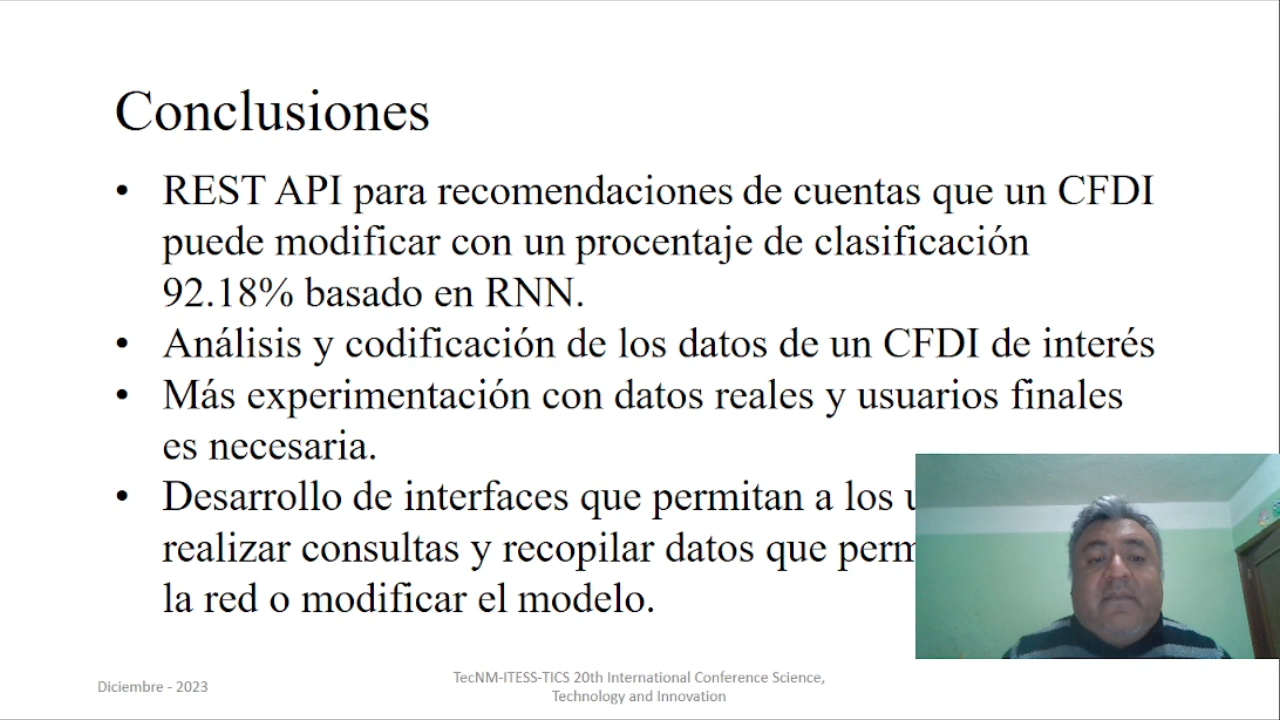 Conclusiones
• REST API para recomendaciones de cuentas que un CFDI
puede modificar con un procentaje de clasificación
92.18% basado en RNN.
• Análisis y codificación de los datos de un CFDI de interés
• Más experimentación con datos reales y usuarios finales
es necesaria.
• Desarrollo de interfaces que permitan a los
realizar consultas y recopilar datos que
la red o modificar el modelo.
Diciembre - 2023
TecNM-ITESS-TICS 20th International Conference Science,
Technology and Innovation